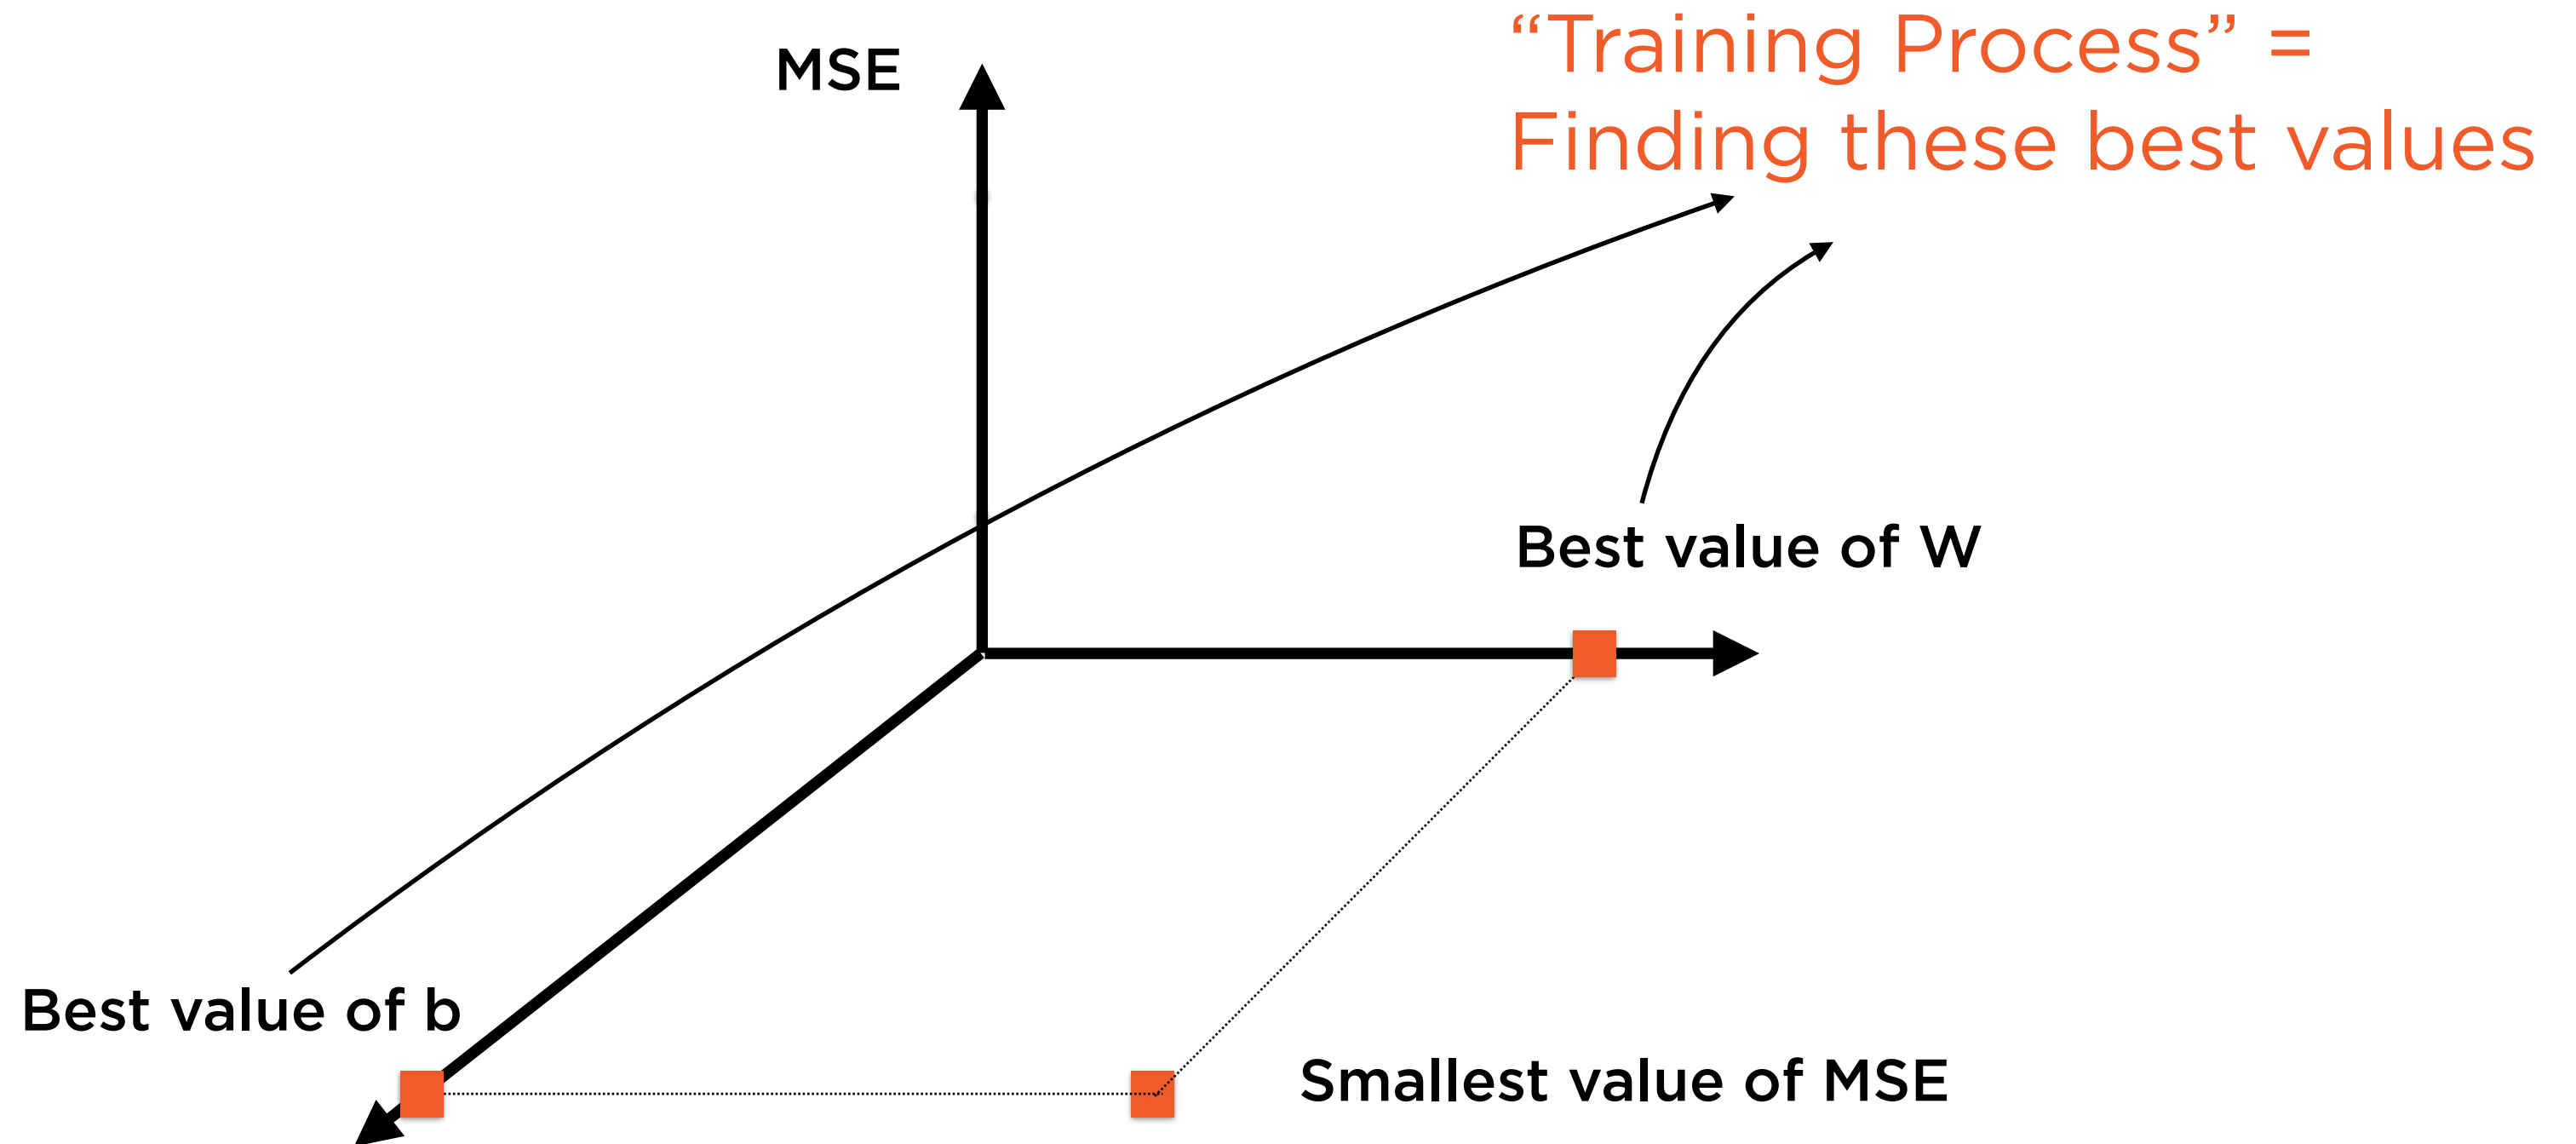 “Training Process” =
Finding these best values
MSE
Best value of W
Best value of b
Smallest value of MSE